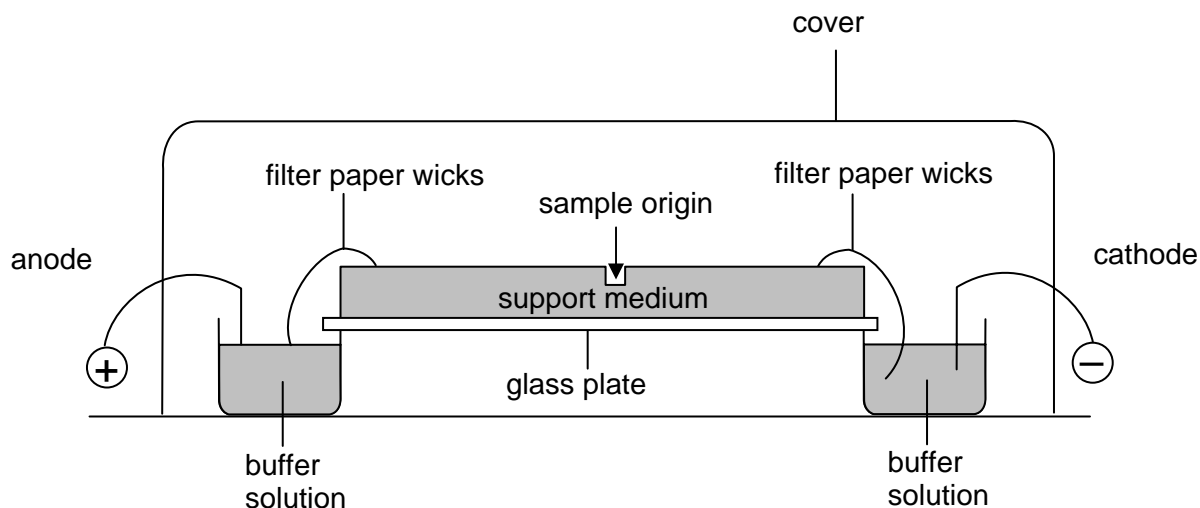 cover
filter paper wicks
filter paper wicks
sample origin
anode
cathode
support medium
+
−
glass plate
buffer
solution
buffer
solution